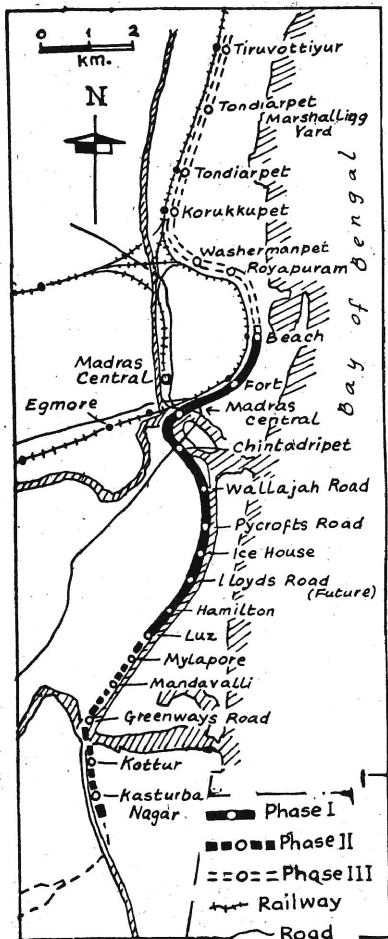 0 1 2
km.
N
Tiruvottiyur
Tondiarpet
Marshalling
Yard
Tondiarpet
Korukkupet
Washermanpet
Royapuram
Beach
Bay of Bengal
Madras
Central
Fort
Egmore
Madras
central
Chintadripet
Wallajah Road
Pycrofts Road
Ice House
Lloyds Road
(Future)
Hamilton
Luz
Mylapore
Mandavalli
Greenways Road
Kottur
Kasturba
Nagar
Phase I
Phase II
Phase III
Railway
Road